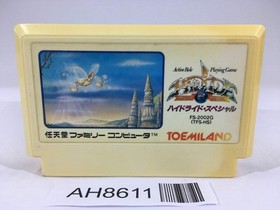 Action Role Playing Game
ハイドライド・スペシャル
FS-2002G
(TFS-HS)
任天堂ファミリーコンピュータ™
TOEMILAND
AH8611